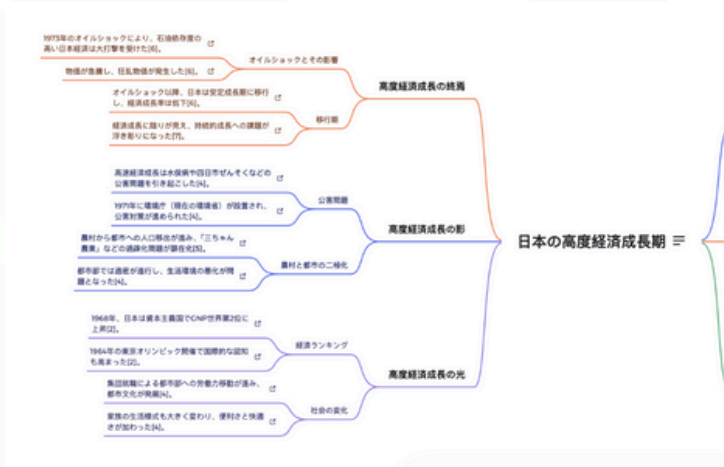 日本の高度経済成長期
高度経済成長の終焉
オイルショックとその影響
1973年のオイルショックにより、石油依存度の
高い日本経済は大打撃を受けた[6]。
物価が急騰し、狂乱物価が発生した[6]。
移行期
オイルショック以降、日本は安定成長期に移行
し、経済成長率は低下[6]。
経済成長に陰りが見え、持続的成長への課題が
浮き彫りになった[7]。
高度経済成長の影
公害問題
高速経済成長は水俣病や四日市ぜんそくなどの
公害問題を引き起こした[4]。
1971年に環境庁（現在の環境省）が設置され、
公害対策が進められた[4]。
農村と都市の二極化
農村から都市への人口移出が進み、「三ちゃん
農業」などの過疎化問題が顕在化[5]。
都市部では過密が進行し、生活環境の悪化が問
題となった[4]。
高度経済成長の光
経済ランキング
1968年、日本は資本主義国でGNP世界第2位に
上昇[2]。
1964年の東京オリンピック開催で国際的な認知
も高まった[2]。
社会の変化
集団就職による都市部への労働力移動が進み、
都市文化が発展[4]。
家族の生活様式も大きく変わり、便利さと快適
さが加わった[4]。